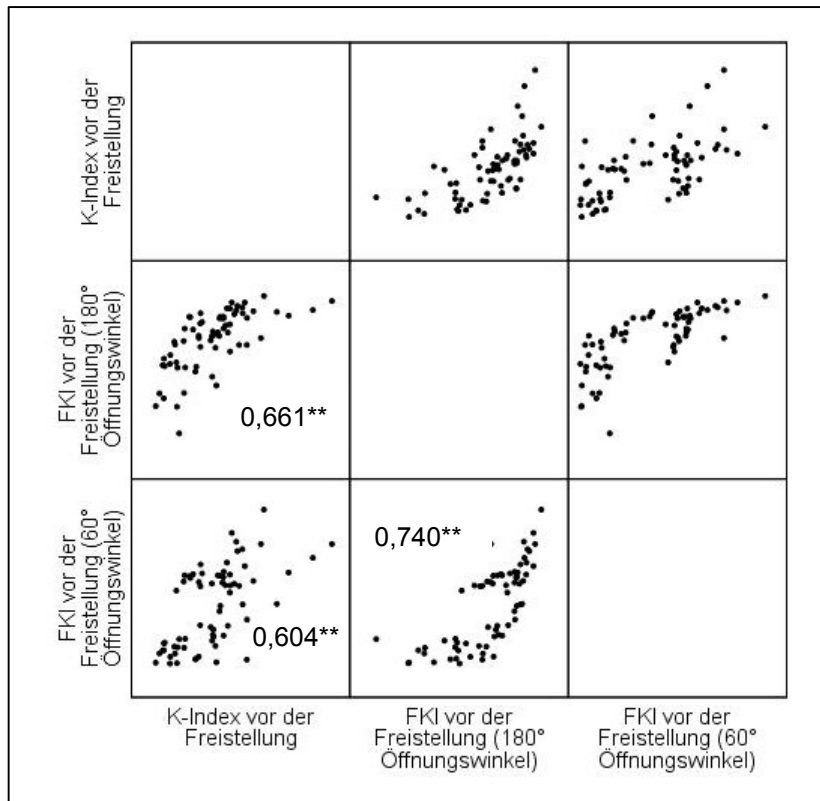 K-Index vor der
Freistellung
FKI vor der
Freistellung (180°
Öffnungswinkel)
0,661**
FKI vor der
Freistellung (60°
Öffnungswinkel)
0,740**
0,604**
K-Index vor der
Freistellung
FKI vor der
Freistellung (180°
Öffnungswinkel)
FKI vor der
Freistellung (60°
Öffnungswinkel)